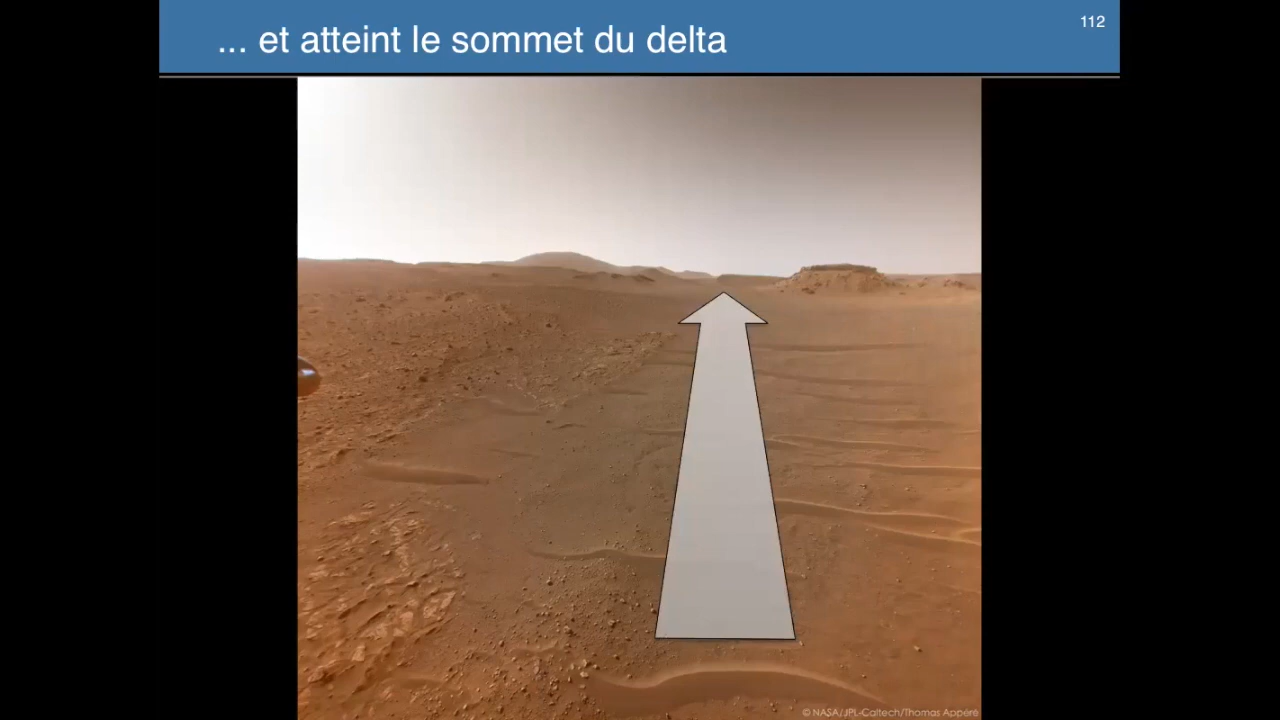 ... et atteint le sommet du delta
112
© NASA/JPL-Caltech/Thomas Appéré